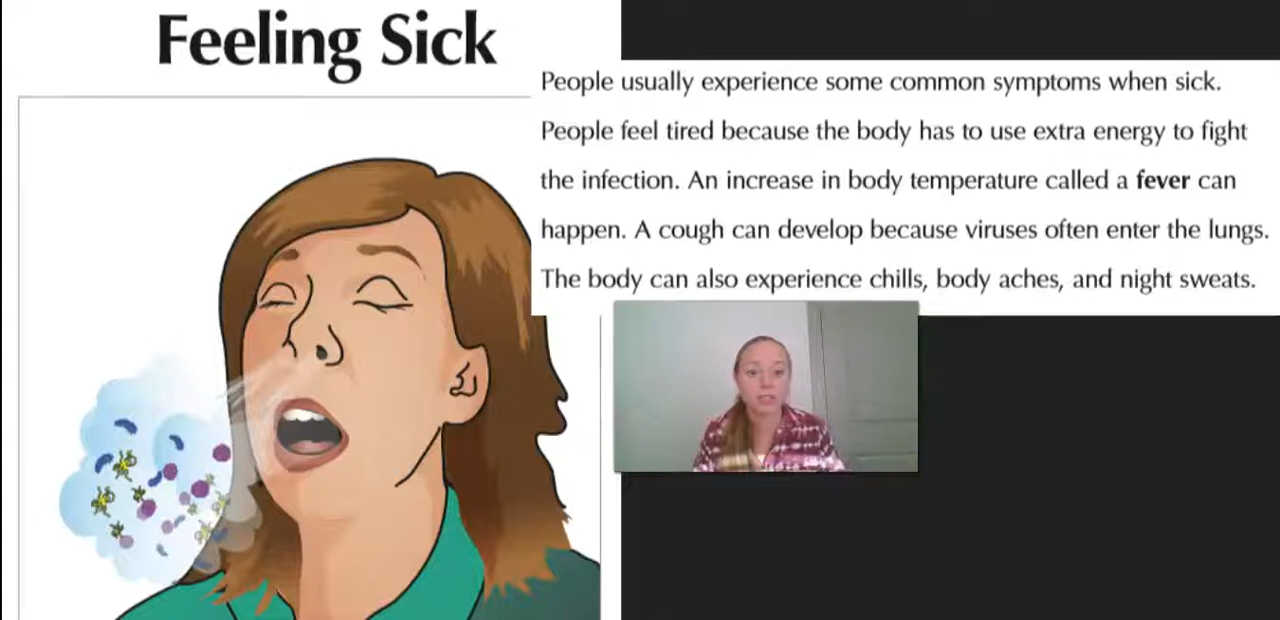 Feeling Sick
People usually experience some common symptoms when sick.
People feel tired because the body has to use extra energy to fight
the infection. An increase in body temperature called a fever can
happen. A cough can develop because viruses often enter the lungs.
The body can also experience chills, body aches, and night sweats.